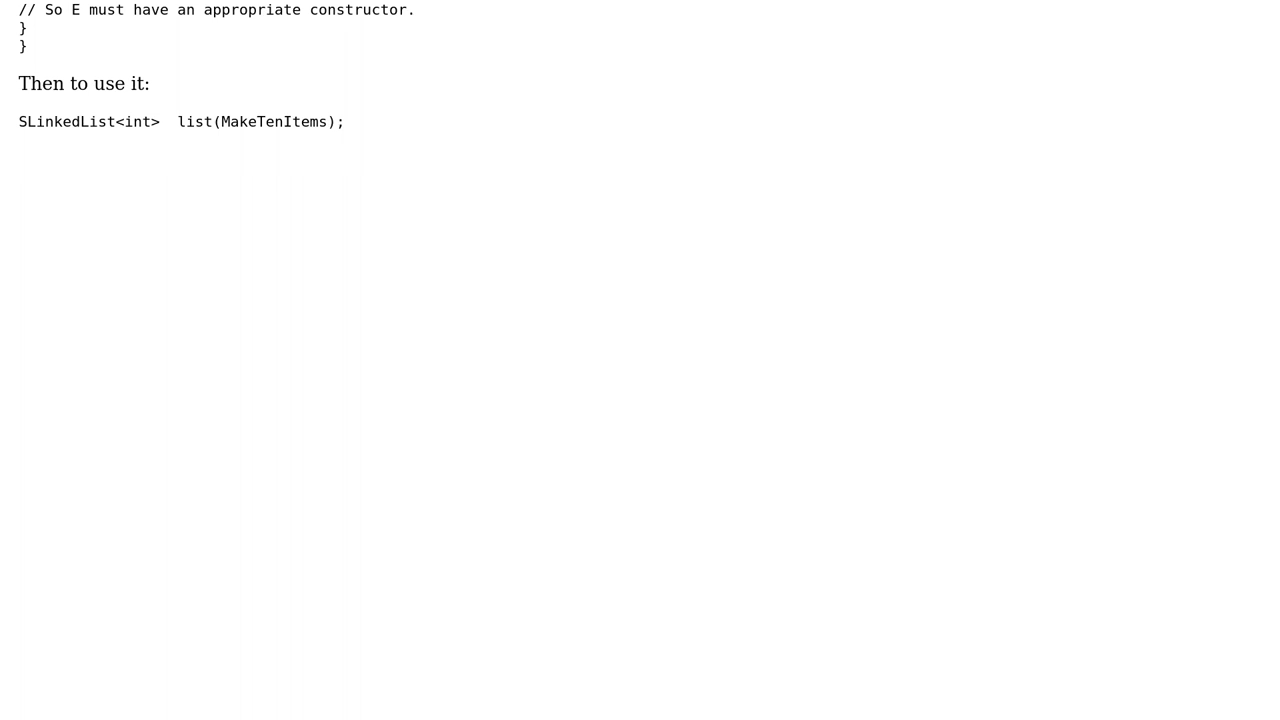 // So E must have an appropriate constructor.
}
}
Then to use it:
SLinkedList<int>  list(MakeTenItems);